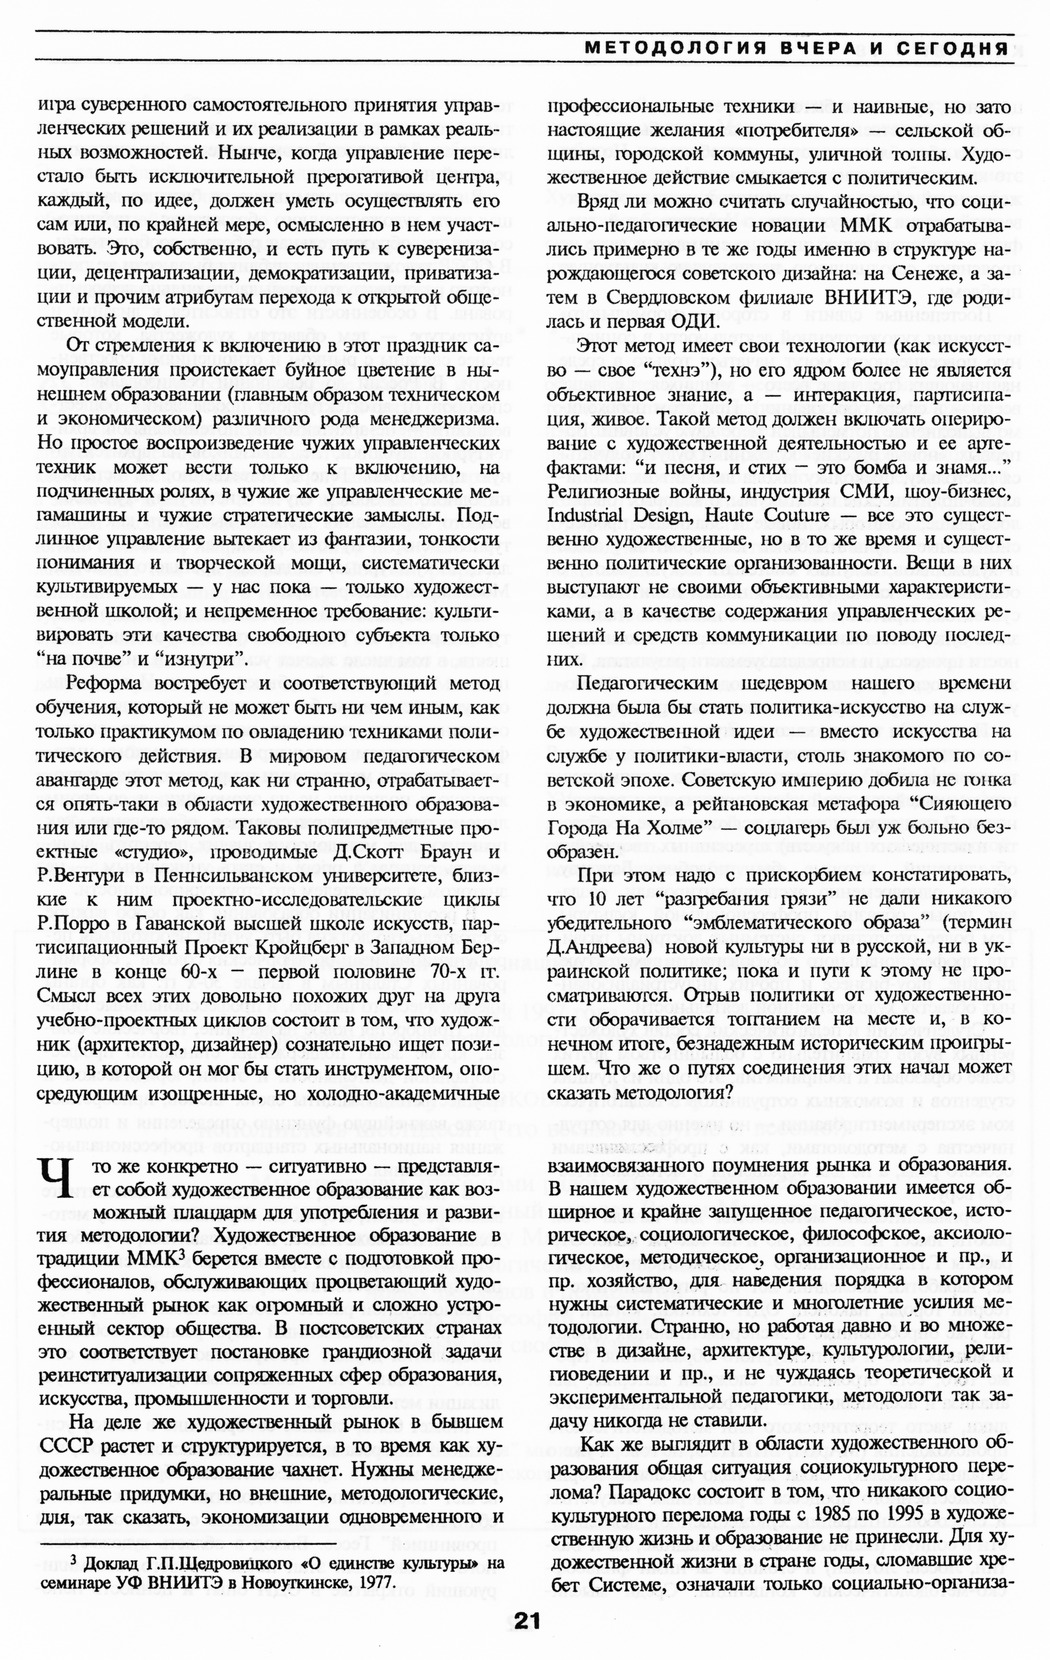 МЕТОДОЛОГИЯ ВЧЕРА И СЕГОДНЯ
игра суверенного самостоятельного принятия управ-
ленческих решений и их реализации в рамках реаль-
ных возможностей. Нынче, когда управление пере-
стало быть исключительной прерогативой центра,
каждый, по идее, должен уметь осуществлять его
сам или, по крайней мере, осмысленно в нем участ-
вовать. Это, собственно, и есть путь к суверениза-
ции, децентрализации, демократизации, приватиза-
ции и прочим атрибутам перехода к открытой обще-
ственной модели.
От стремления к включению в этот праздник са-
моуправления проистекает буйное цветение в ны-
нешнем образовании (главным образом техническом
и экономическом) различного рода менеджеризма.
Но простое воспроизведение чужих управленческих
техник может вести только к включению, на
подчиненных ролях, в чужие же управленческие ме-
гамашины и чужие стратегические замыслы. Под-
линное управление вытекает из фантазии, тонкости
понимания и творческой мощи, систематически
культивируемых — у нас пока — только художест-
венной школой; и непременное требование: культи-
вировать эти качества свободного субъекта только
“на почве” и “изнутри”.
Реформа востребует и соответствующий метод
обучения, который не может быть ни чем иным, как
только практикумом по овладению техниками поли-
тического действия. В мировом педагогическом
авангарде этот метод, как ни странно, отрабатывает-
ся опять-таки в области художественного образова-
ния или где-то рядом. Таковы полипредметные про-
ектные «студио», проводимые Д.Скотт Браун и
Р.Вентури в Пеннсильванском университете, близ-
кие к ним проектно-исследовательские циклы
Р.Порро в Гаванской высшей школе искусств, пар-
тисипационный Проект Кройцберг в Западном Бер-
лине в конце 60-х — первой половине 70-х гг.
Смысл всех этих довольно похожих друг на друга
учебно-проектных циклов состоит в том, что худож-
ник (архитектор, дизайнер) сознательно ищет пози-
цию, в которой он мог бы стать инструментом, опо-
средующим изощренные, но холодно-академичные
профессиональные техники — и наивные, но зато
настоящие желания «потребителя» — сельской об-
щины, городской коммуны, уличной толпы. Худо-
жественное действие смыкается с политическим.
Вряд ли можно считать случайностью, что соци-
ально-педагогические новации ММК отрабатыва-
лись примерно в те же годы именно в структуре на-
рождающегося советского дизайна: на Сенеже, а за-
тем в Свердловском филиале ВНИИТЭ, где роди-
лась и первая ОДИ.
Этот метод имеет свои технологии (как искусст-
во — свое “технэ”), но его ядром более не является
объективное знание, а — интеракция, партисипа-
ция, живое. Такой метод должен включать опериро-
вание с художественной деятельностью и ее арте-
фактами: “и песня, и стих — это бомба и знамя...”
Религиозные войны, индустрия СМИ, шоу-бизнес,
Industrial Design, Haute Couture — все это сущест-
венно художественные, но в то же время и сущест-
венно политические организованности. Вещи в них
выступают не своими объективными характеристи-
ками, а в качестве содержания управленческих ре-
шений и средств коммуникации по поводу послед-
них.
Педагогическим шедевром нашего времени
должна была бы стать политика-искусство на служ-
бе художественной идеи — вместо искусства на
службе у политики-власти, столь знакомого по со-
ветской эпохе. Советскую империю добила не гонка
в экономике, а рейгановская метафора “Сияющего
Города На Холме” — соцлагерь был уж больно без-
образен.
При этом надо с прискорбием констатировать,
что 10 лет “разгребания грязи” не дали никакого
убедительного “эмблематического образа” (термин
Д.Андреева) новой культуры ни в русской, ни в ук-
раинской политике; пока и пути к этому не про-
сматриваются. Отрыв политики от художественно-
сти оборачивается топтанием на месте и, в ко-
нечном итоге, безнадежным историческим проигры-
шем. Что же о путях соединения этих начал может
сказать методология?
Что же конкретно — ситуативно — представля-
ет собой художественное образование как воз-
можный плацдарм для употребления и разви-
тия методологии? Художественное образование в
традиции ММК³ берется вместе с подготовкой про-
фессионалов, обслуживающих процветающий худо-
жественный рынок как огромный и сложно устро-
енный сектор общества. В постсоветских странах
это соответствует постановке грандиозной задачи
реинституализации сопряженных сфер образования,
искусства, промышленности и торговли.
На деле же художественный рынок в бывшем
СССР растет и структурируется, в то время как ху-
дожественное образование чахнет. Нужны менедже-
ральные придумки, но внешние, методологические,
для, так сказать, экономизации одновременного и
³ Доклад Г.П.Щедровицкого «О единстве культуры» на
семинаре УФ ВНИИТЭ в Новоуткинске, 1977.
взаимосвязанного поумнения рынка и образования.
В нашем художественном образовании имеется об-
ширное и крайне запущенное педагогическое, исто-
рическое, социологическое, философское, аксиоло-
гическое, методическое, организационное и пр., и
пр. хозяйство, для наведения порядка в котором
нужны систематические и многолетние усилия ме-
тодологии. Странно, но работая давно и во множе-
стве в дизайне, архитектуре, культурологии, рели-
гиоведении и пр., и не чуждаясь теоретической и
экспериментальной педагогики, методологи так за-
дачу никогда не ставили.
Как же выглядит в области художественного об-
разования общая ситуация социокультурного пере-
лома? Парадокс состоит в том, что никакого социо-
культурного перелома годы с 1985 по 1995 в художе-
ственную жизнь и образование не принесли. Для ху-
дожественной жизни в стране годы, сломавшие хре-
бет Системе, означали только социально-организа-
21